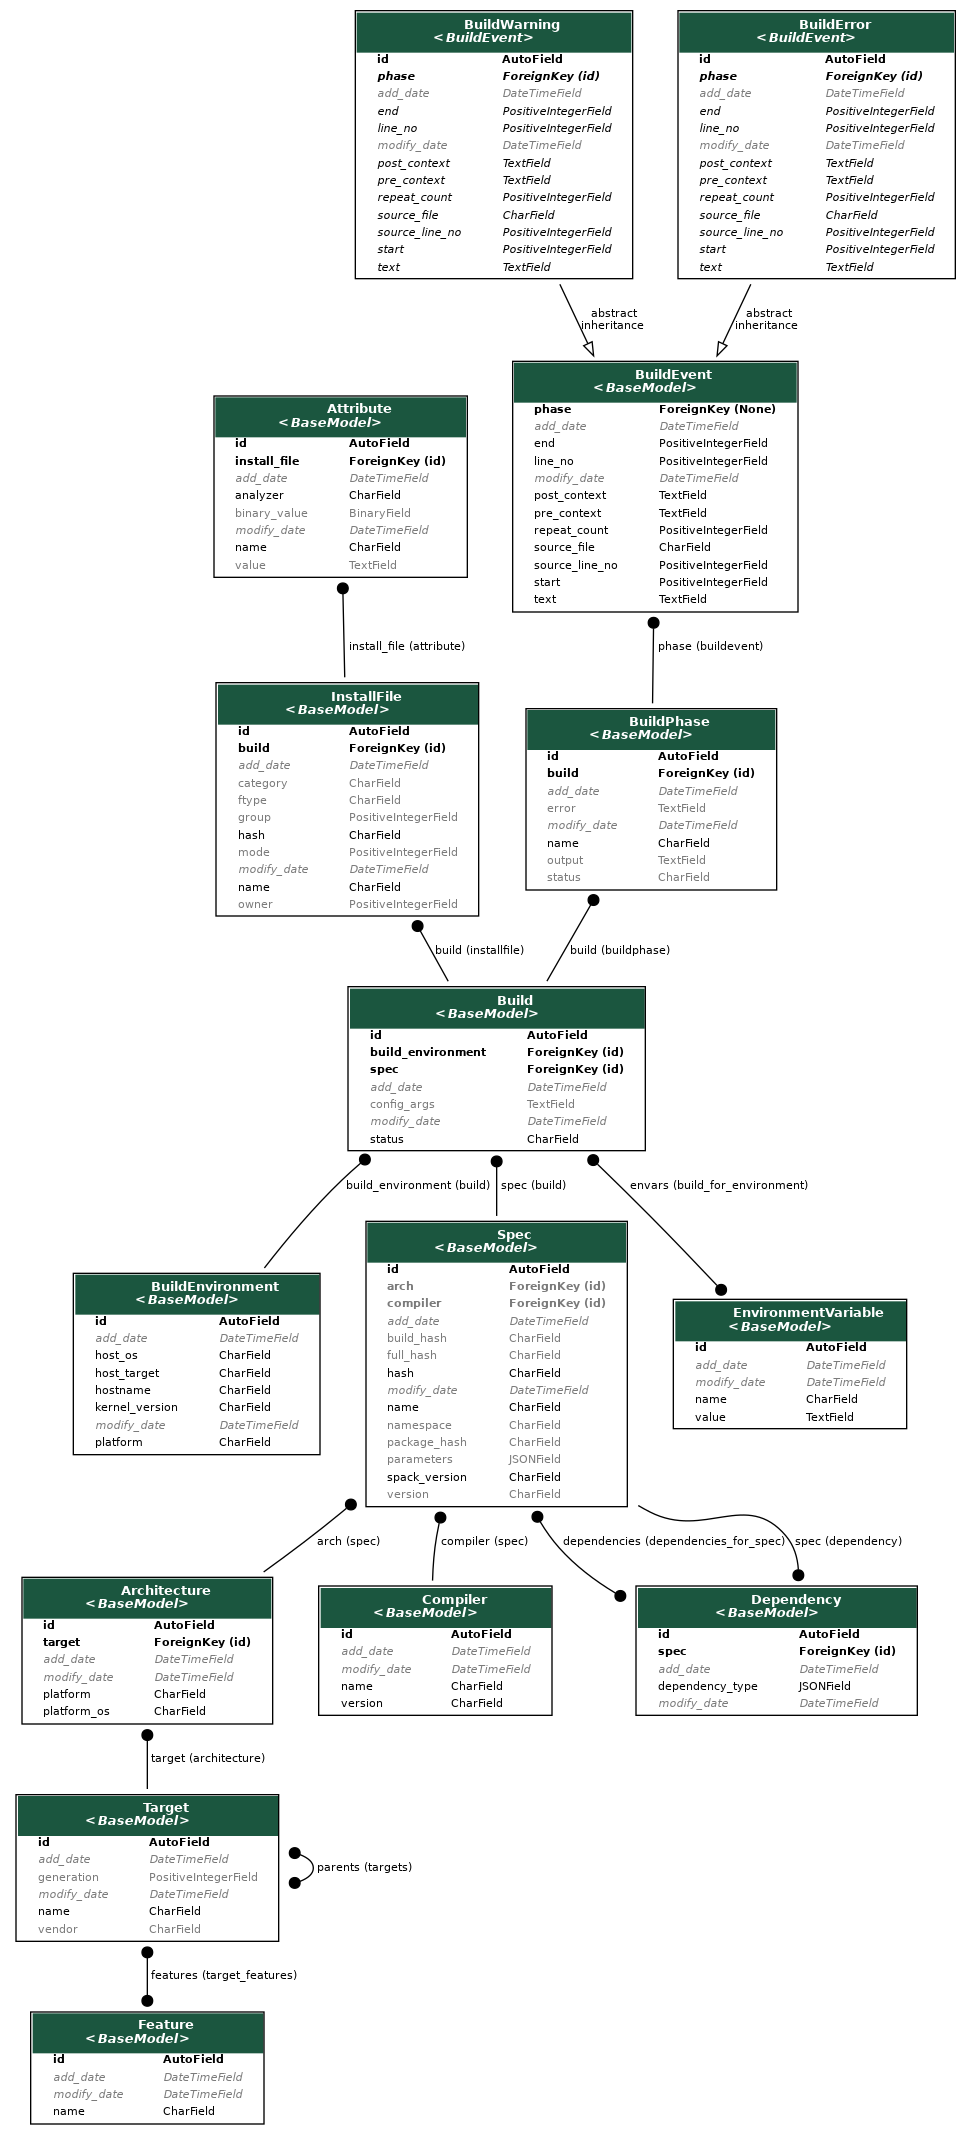 BuildWarning
<BuildEvent>
id AutoField
phase ForeignKey (id)
add_date DateTimeField
end PositiveIntegerField
line_no PositiveIntegerField
modify_date DateTimeField
post_context TextField
pre_context TextField
repeat_count PositiveIntegerField
source_file CharField
source_line_no PositiveIntegerField
start PositiveIntegerField
text TextField
BuildError
<BuildEvent>
id AutoField
phase ForeignKey (id)
add_date DateTimeField
end PositiveIntegerField
line_no PositiveIntegerField
modify_date DateTimeField
post_context TextField
pre_context TextField
repeat_count PositiveIntegerField
source_file CharField
source_line_no PositiveIntegerField
start PositiveIntegerField
text TextField
abstract
inheritance
abstract
inheritance
BuildEvent
<BaseModel>
phase ForeignKey (None)
add_date DateTimeField
end PositiveIntegerField
line_no PositiveIntegerField
modify_date DateTimeField
post_context TextField
pre_context TextField
repeat_count PositiveIntegerField
source_file CharField
source_line_no PositiveIntegerField
start PositiveIntegerField
text TextField
Attribute
<BaseModel>
id AutoField
install_file ForeignKey (id)
add_date DateTimeField
analyzer CharField
binary_value BinaryField
modify_date DateTimeField
name CharField
value TextField
install_file (attribute)
phase (buildevent)
InstallFile
<BaseModel>
id AutoField
build ForeignKey (id)
add_date DateTimeField
category CharField
ftype CharField
group PositiveIntegerField
hash CharField
mode PositiveIntegerField
modify_date DateTimeField
name CharField
owner PositiveIntegerField
BuildPhase
<BaseModel>
id AutoField
build ForeignKey (id)
add_date DateTimeField
error TextField
modify_date DateTimeField
name CharField
output TextField
status CharField
build (installfile)
build (buildphase)
Build
<BaseModel>
id AutoField
build_environment ForeignKey (id)
spec ForeignKey (id)
add_date DateTimeField
config_args TextField
modify_date DateTimeField
status CharField
build_environment (build)
spec (build)
envars (build_for_environment)
Spec
<BaseModel>
id AutoField
arch ForeignKey (id)
compiler ForeignKey (id)
add_date DateTimeField
build_hash CharField
full_hash CharField
hash CharField
modify_date DateTimeField
name CharField
namespace CharField
package_hash CharField
parameters JSONField
spack_version CharField
version CharField
BuildEnvironment
<BaseModel>
id AutoField
add_date DateTimeField
host_os CharField
host_target CharField
hostname CharField
kernel_version CharField
modify_date DateTimeField
platform CharField
EnvironmentVariable
<BaseModel>
id AutoField
add_date DateTimeField
modify_date DateTimeField
name CharField
value TextField
arch (spec)
compiler (spec)
dependencies (dependencies_for_spec)
spec (dependency)
Architecture
<BaseModel>
id AutoField
target ForeignKey (id)
add_date DateTimeField
modify_date DateTimeField
platform CharField
platform_os CharField
Compiler
<BaseModel>
id AutoField
add_date DateTimeField
modify_date DateTimeField
name CharField
version CharField
Dependency
<BaseModel>
id AutoField
spec ForeignKey (id)
add_date DateTimeField
dependency_type JSONField
modify_date DateTimeField
target (architecture)
Target
<BaseModel>
id AutoField
add_date DateTimeField
generation PositiveIntegerField
modify_date DateTimeField
name CharField
vendor CharField
parents (targets)
features (target_features)
Feature
<BaseModel>
id AutoField
add_date DateTimeField
modify_date DateTimeField
name CharField